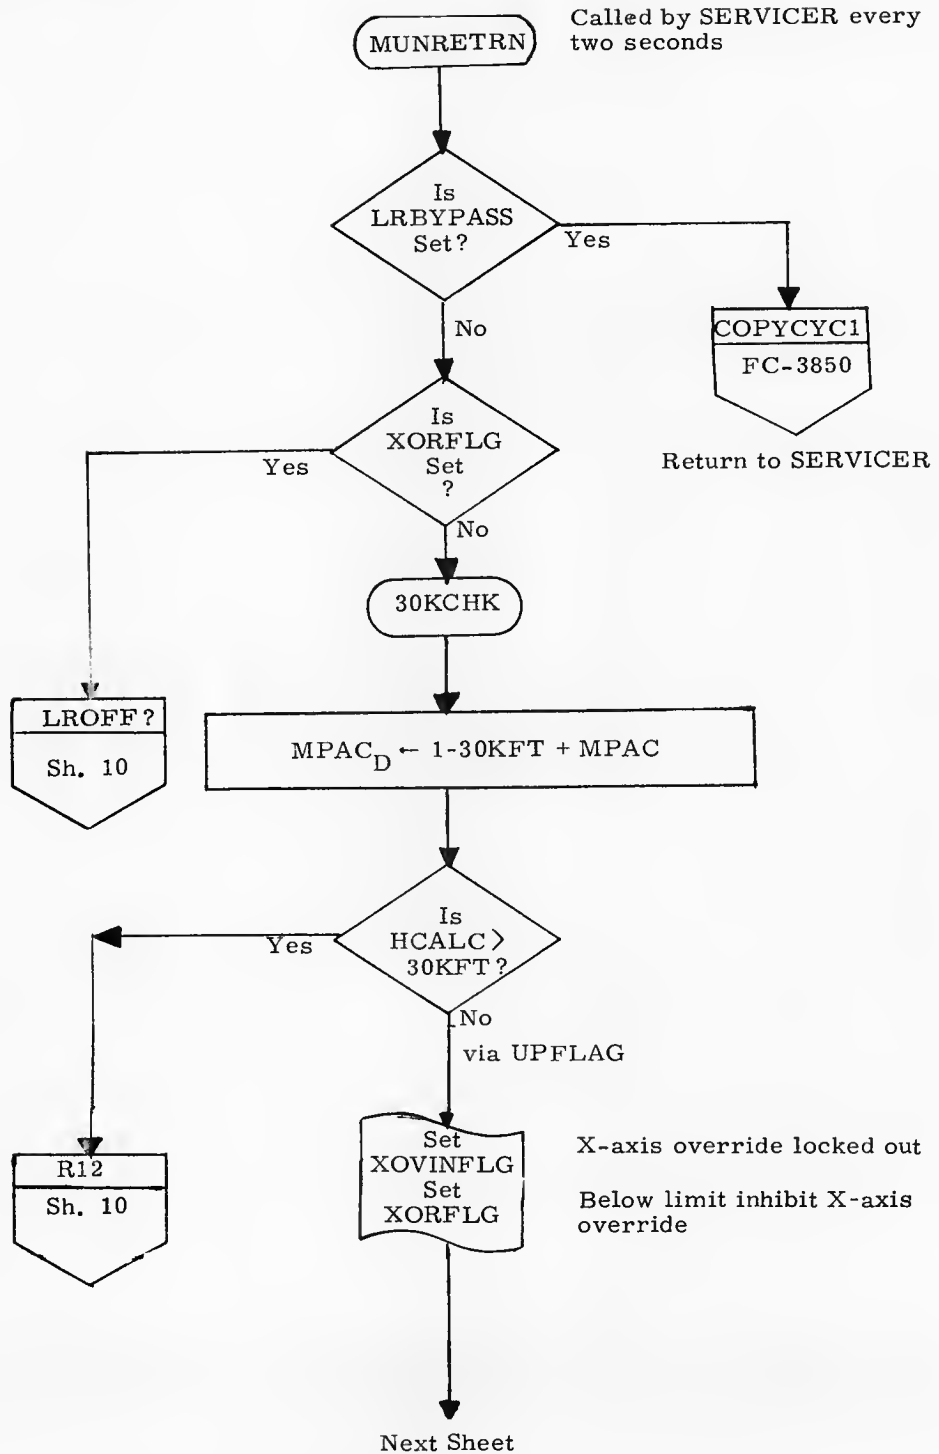 MUNRETRN
Called by SERVICER every
two seconds
Is
LRBYPASS
Set?
Yes
No
COPYCYC1
FC-3850
Return to SERVICER
Is
XORFLG
Set
?
Yes
No
30KCHK
LROFF?
Sh. 10
MPACD ← 1-30KFT + MPAC
Is
HCALC>
30KFT?
Yes
No
via UPFLAG
R12
Sh. 10
Set
XOVINFLG
Set
XORFLG
X-axis override locked out
Below limit inhibit X-axis
override
Next Sheet